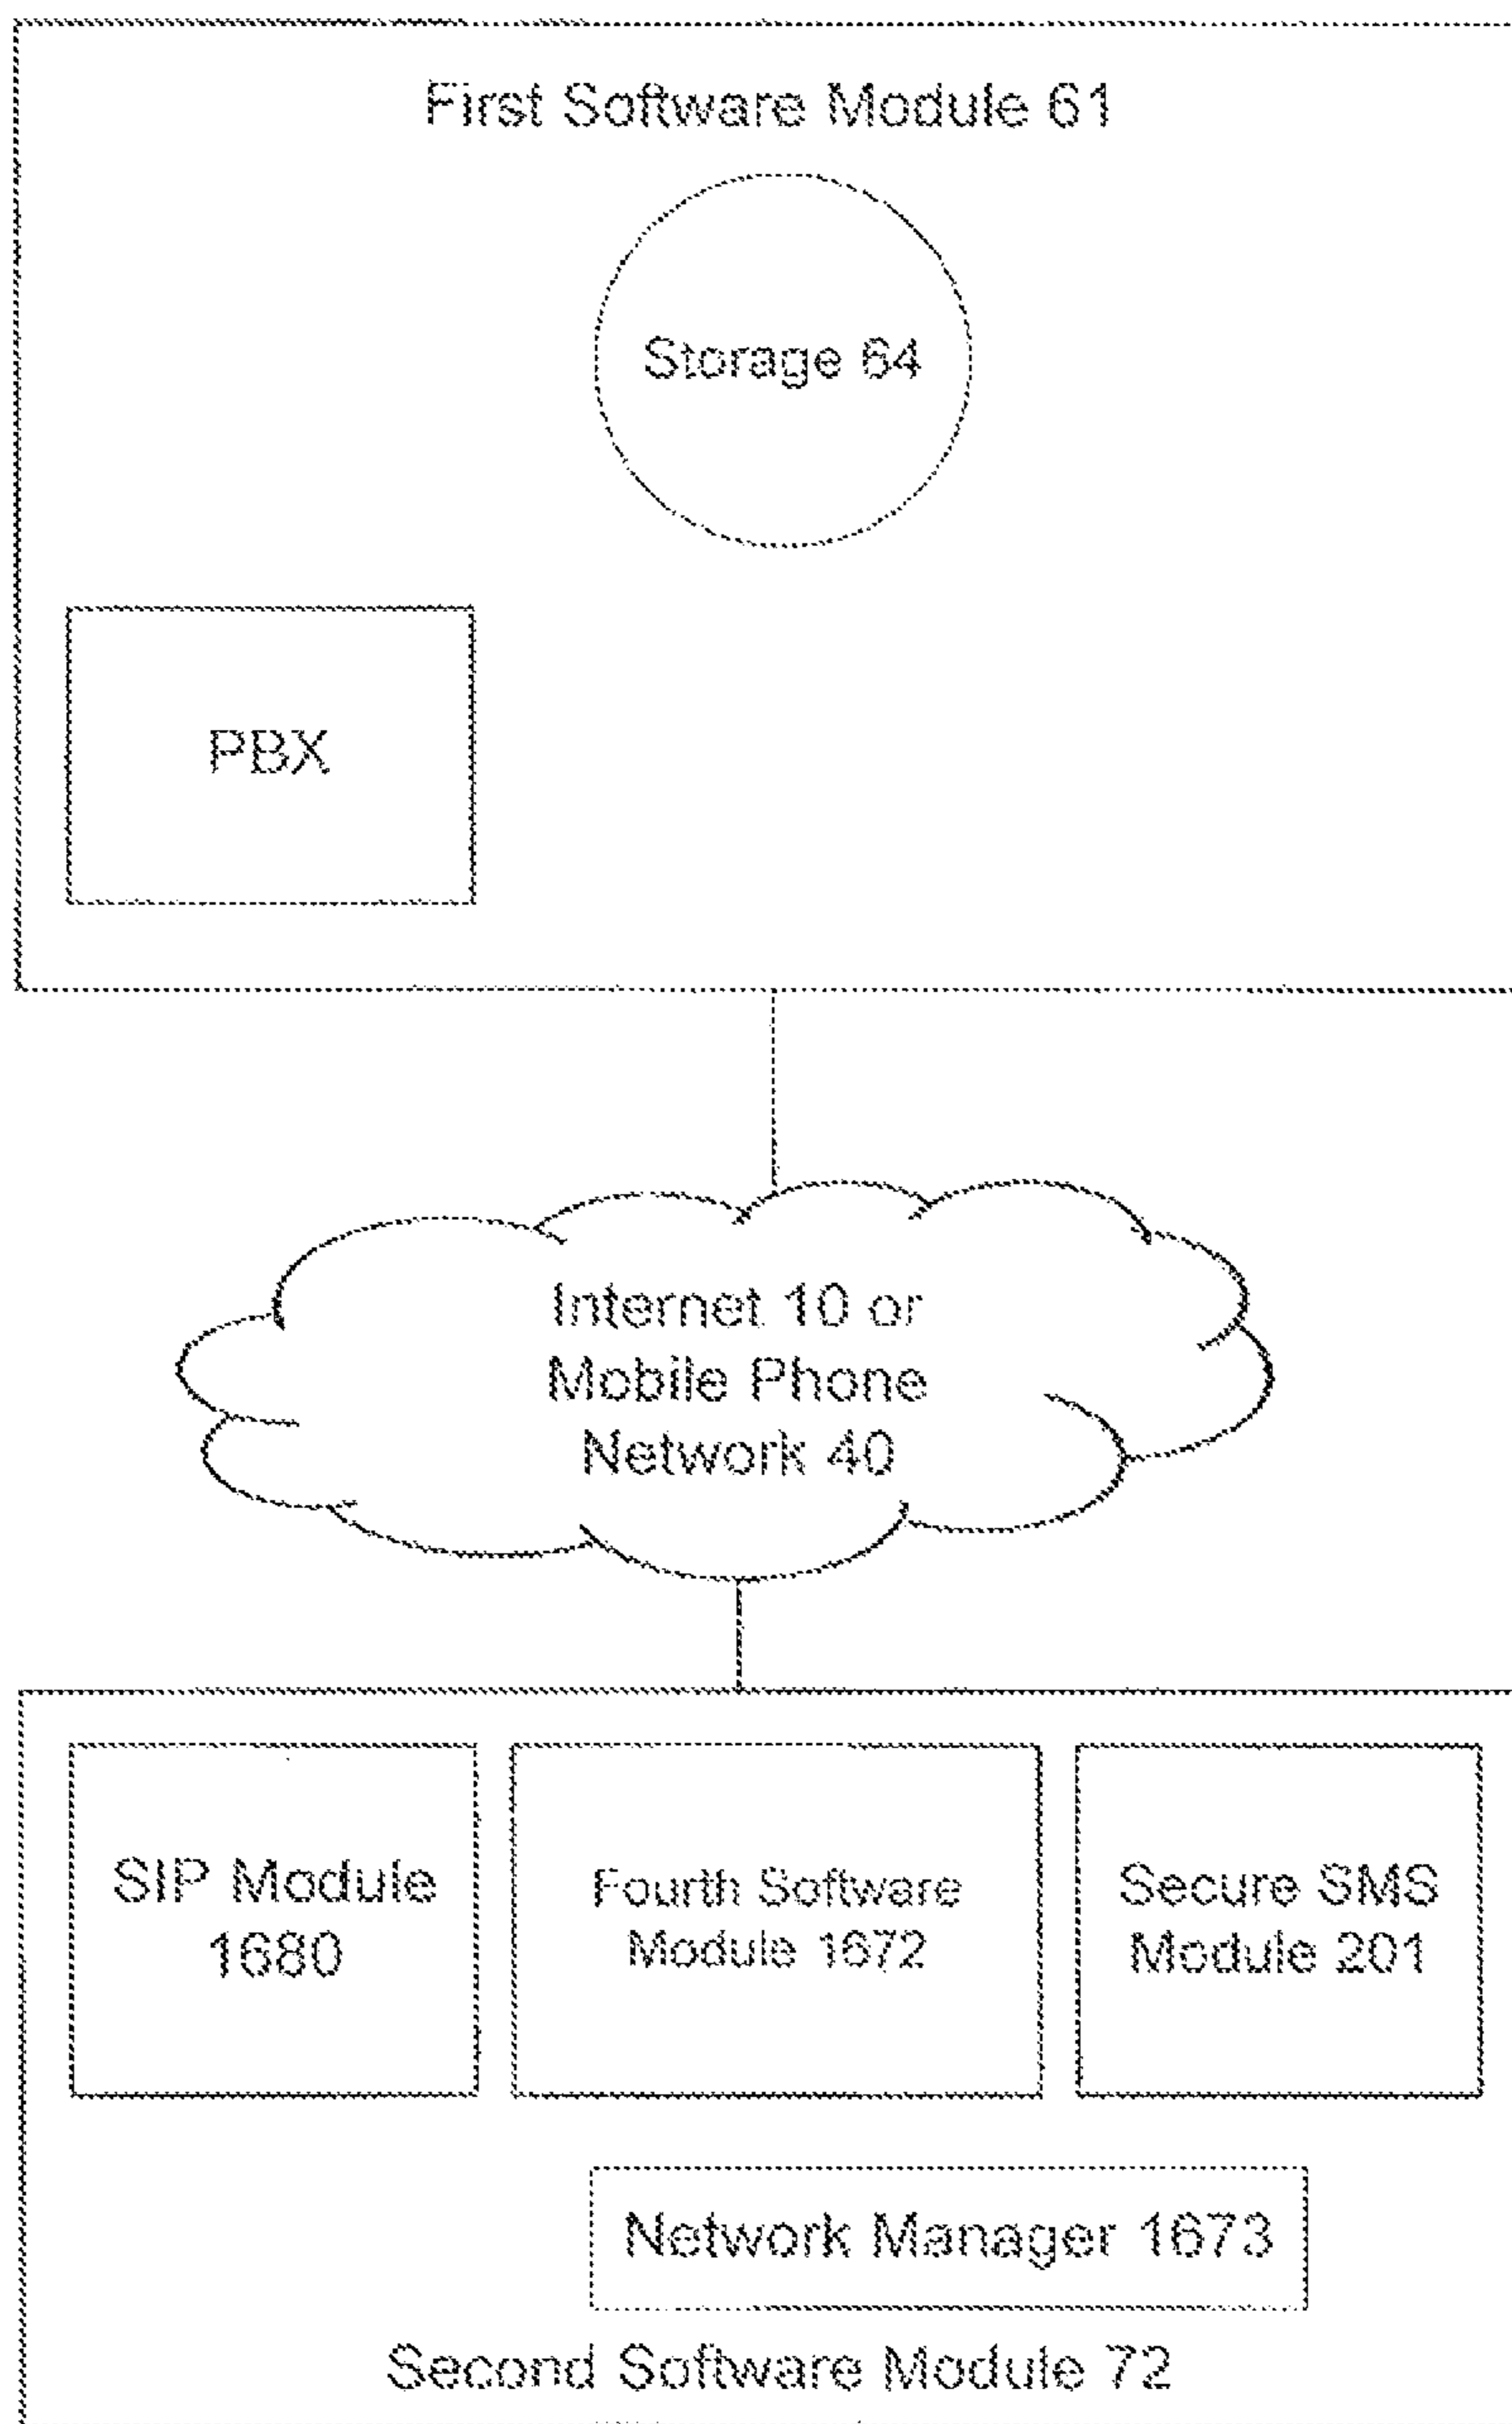 First Software Module 61
Storage 64
PBX
Internet 10 or
Mobile Phone
Network 40
SIP Module
1680
Fourth Software
Module 1672
Secure SMS
Module 201
Network Manager 1673
Second Software Module 72